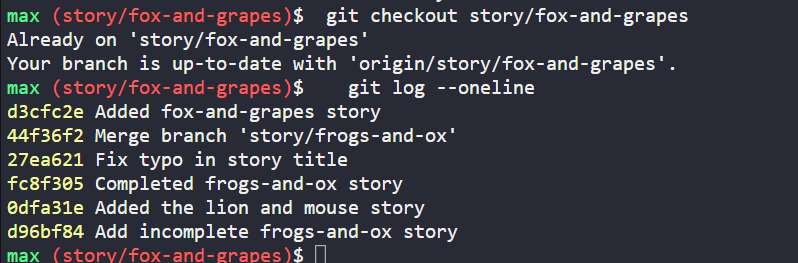 max (story/fox-and-grapes)$  git checkout story/fox-and-grapes
Already on 'story/fox-and-grapes'
Your branch is up-to-date with 'origin/story/fox-and-grapes'.
max (story/fox-and-grapes)$    git log --oneline
d3cfc2e Added fox-and-grapes story
44f36f2 Merge branch 'story/frogs-and-ox'
27ea621 Fix typo in story title
fc8f305 Completed frogs-and-ox story
0dfa31e Added the lion and mouse story
d96bf84 Add incomplete frogs-and-ox story
max (story/fox-and-grapes)$